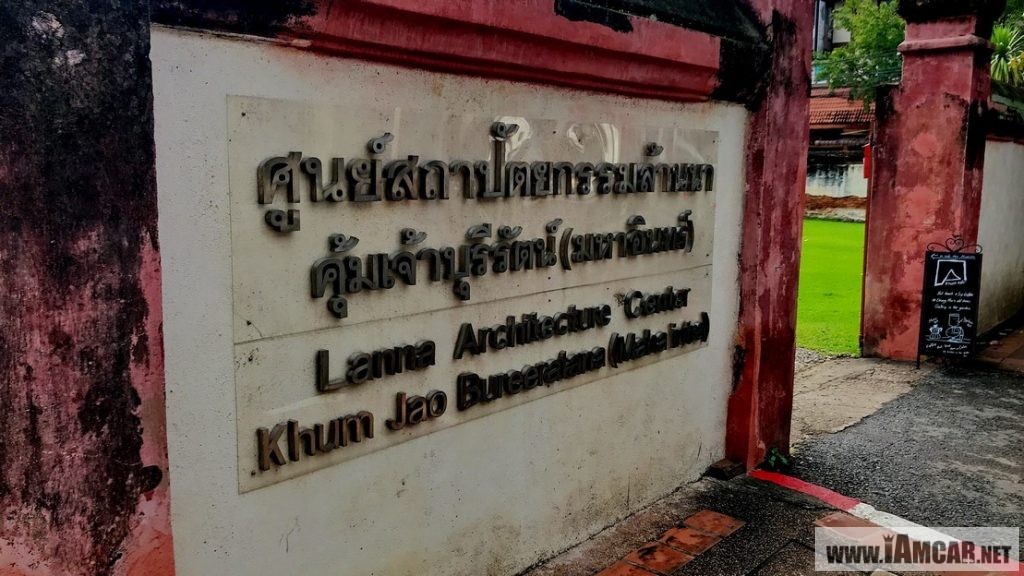 ศูนย์สถาปัตยกรรมล้านนา
คุ้มเจ้าบุรีรัตน์ (มหาอินทร์)
Lanna Architecture Center
Khum Jao Bureeratana (Maha Intra)
WWW.iAMCAR.NET